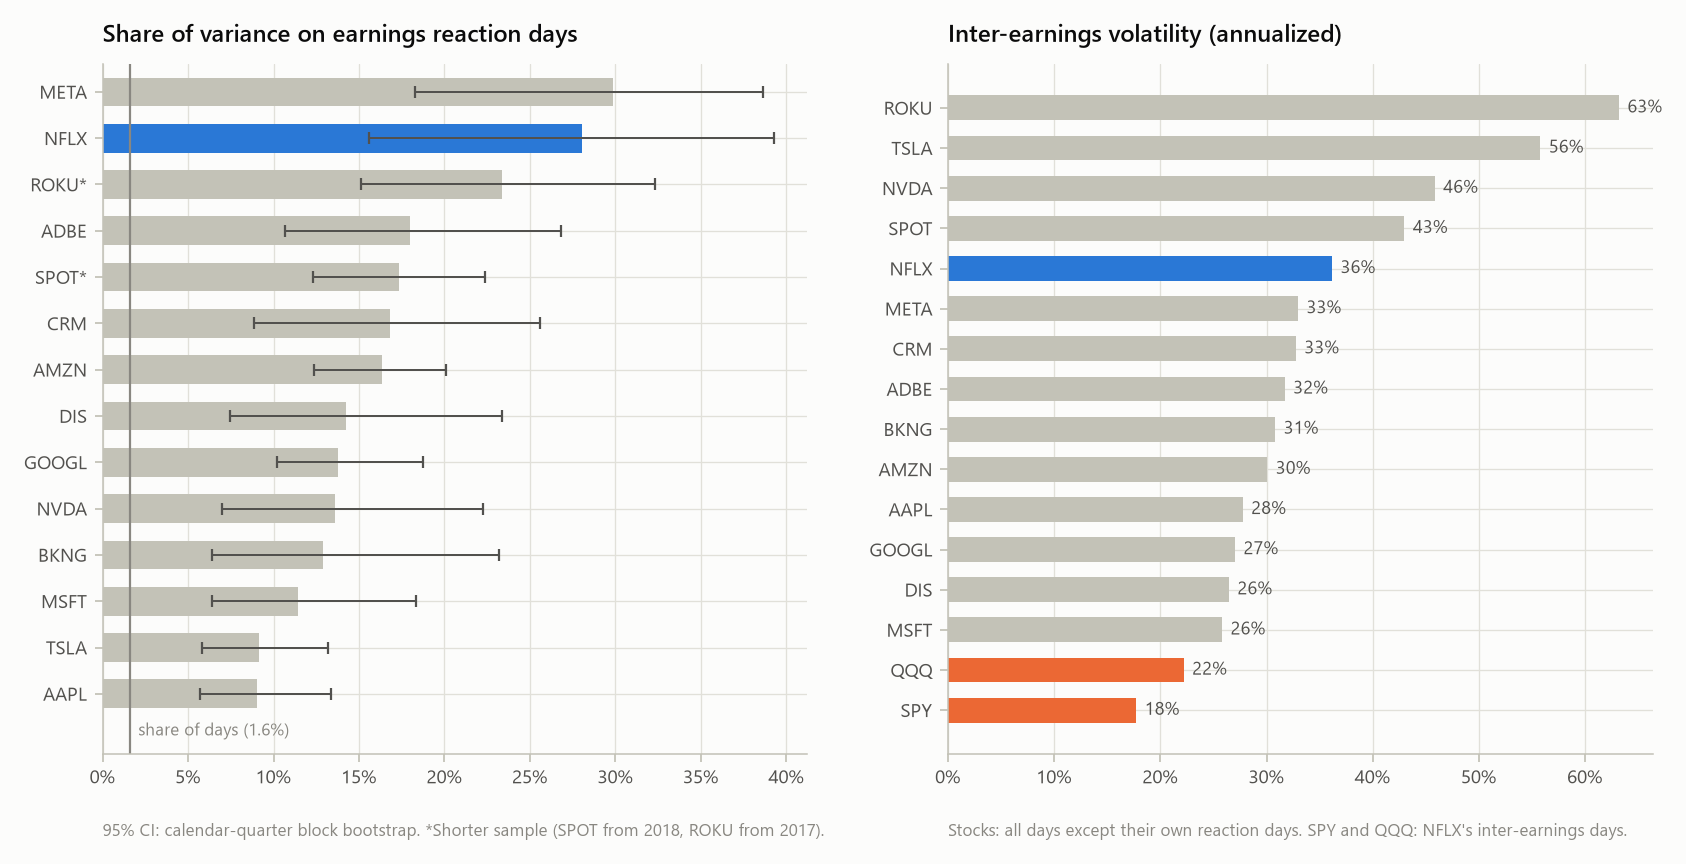 Share of variance on earnings reaction days
META
NFLX
ROKU*
ADBE
SPOT*
CRM
AMZN
DIS
GOOGL
NVDA
BKNG
MSFT
TSLA
AAPL
share of days (1.6%)
0% 5% 10% 15% 20% 25% 30% 35% 40%
95% CI: calendar-quarter block bootstrap. *Shorter sample (SPOT from 2018, ROKU from 2017).
Inter-earnings volatility (annualized)
ROKU 63%
TSLA 56%
NVDA 46%
SPOT 43%
NFLX 36%
META 33%
CRM 33%
ADBE 32%
BKNG 31%
AMZN 30%
AAPL 28%
GOOGL 27%
DIS 26%
MSFT 26%
QQQ 22%
SPY 18%
0% 10% 20% 30% 40% 50% 60%
Stocks: all days except their own reaction days. SPY and QQQ: NFLX's inter-earnings days.